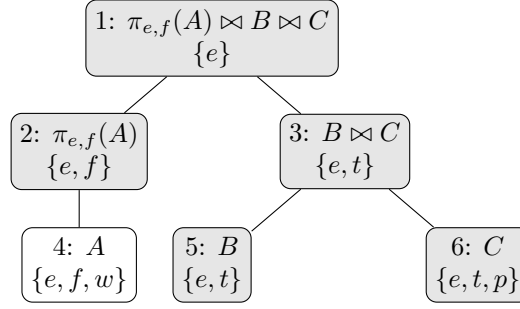 1: π_{e,f}(A) ⋈ B ⋈ C
{e}
2: π_{e,f}(A)
{e, f}
3: B ⋈ C
{e, t}
4: A
{e, f, w}
5: B
{e, t}
6: C
{e, t, p}